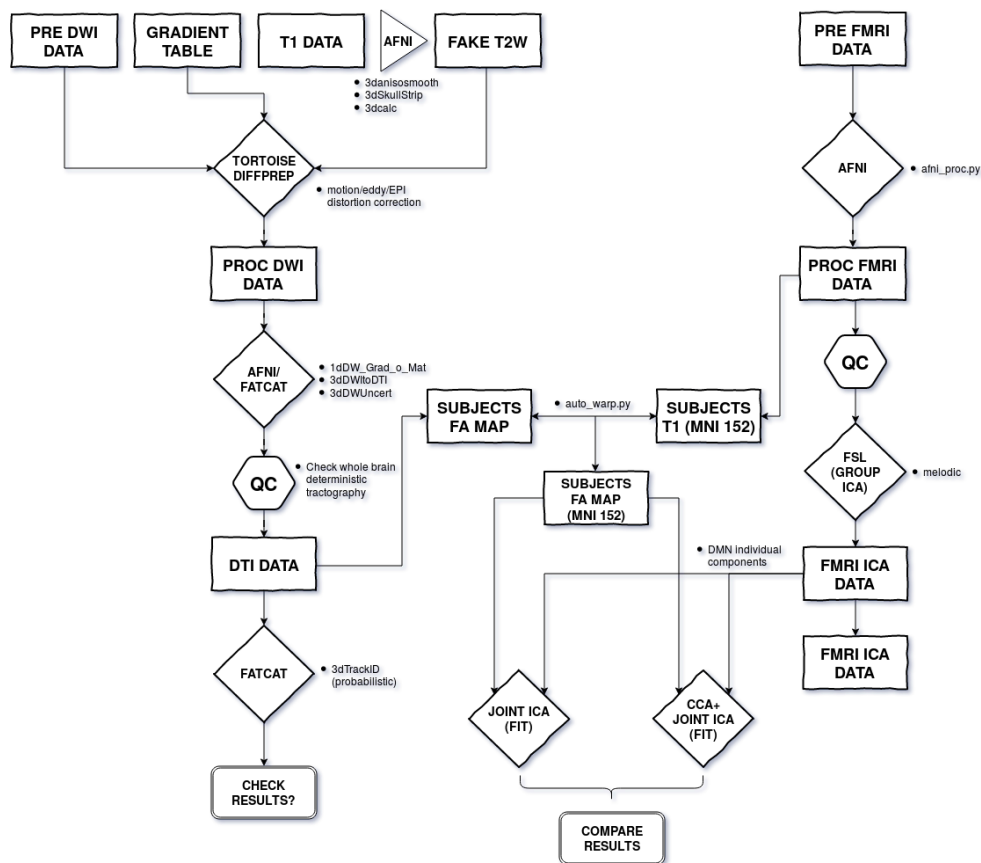 PRE DWI
DATA
GRADIENT
TABLE
T1 DATA
AFNI
FAKE T2W
PRE FMRI
DATA
• 3danisosmooth
• 3dSkullStrip
• 3dcalc
TORTOISE
DIFFPREP
• motion/eddy/EPI
distortion correction
AFNI
• afni_proc.py
PROC DWI
DATA
PROC FMRI
DATA
AFNI/
FATCAT
• 1dDW_Grad_o_Mat
• 3dDWItoDTI
• 3dDWUncert
QC
SUBJECTS
FA MAP
• auto_warp.py
SUBJECTS
T1 (MNI 152)
QC
• Check whole brain
deterministic
tractography
SUBJECTS
FA MAP
(MNI 152)
FSL
(GROUP
ICA)
• melodic
DTI DATA
• DMN individual
components
FMRI ICA
DATA
FATCAT
• 3dTrackID
(probabilistic)
FMRI ICA
DATA
JOINT ICA
(FIT)
CCA+
JOINT ICA
(FIT)
CHECK
RESULTS?
COMPARE
RESULTS